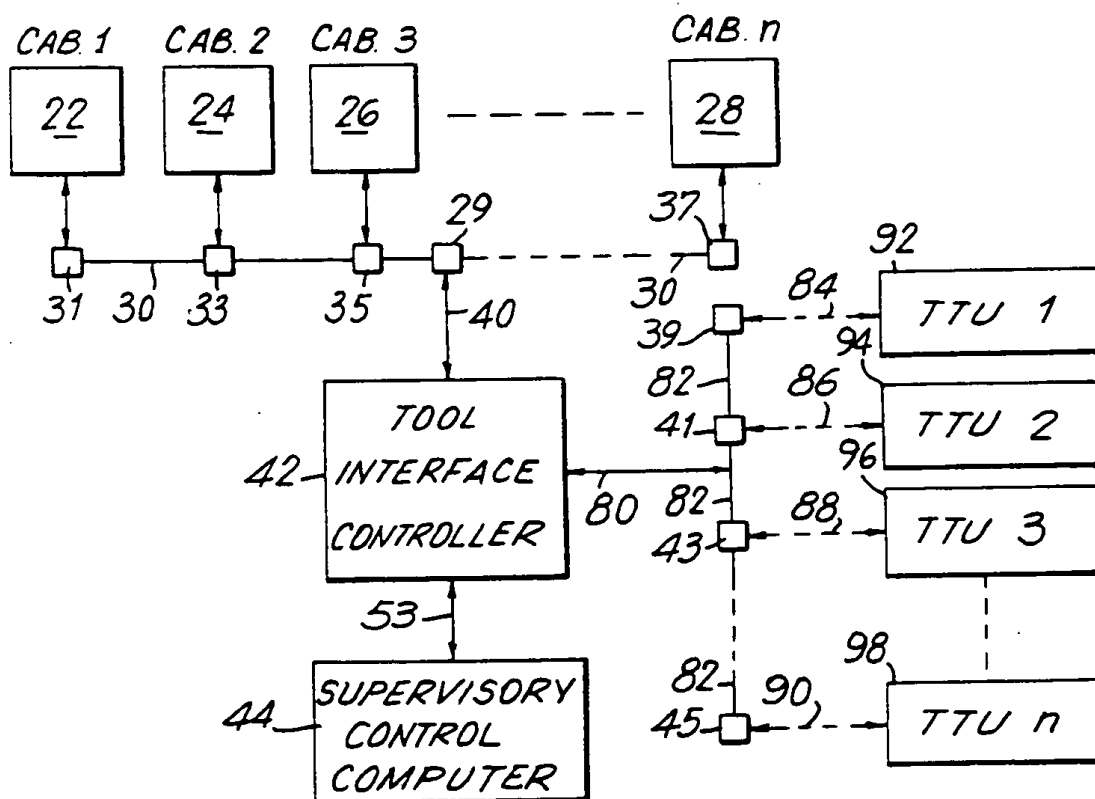 CAB. 1 CAB. 2 CAB. 3 CAB. n
22 24 26 28
29 37
31 30 33 35 30
40
92
84 TTU 1
39
94
82 86 TTU 2
41
96
TOOL
42 INTERFACE
CONTROLLER
80 82 88 TTU 3
43
53
98
82 90 TTU n
45
44 SUPERVISORY
CONTROL
COMPUTER